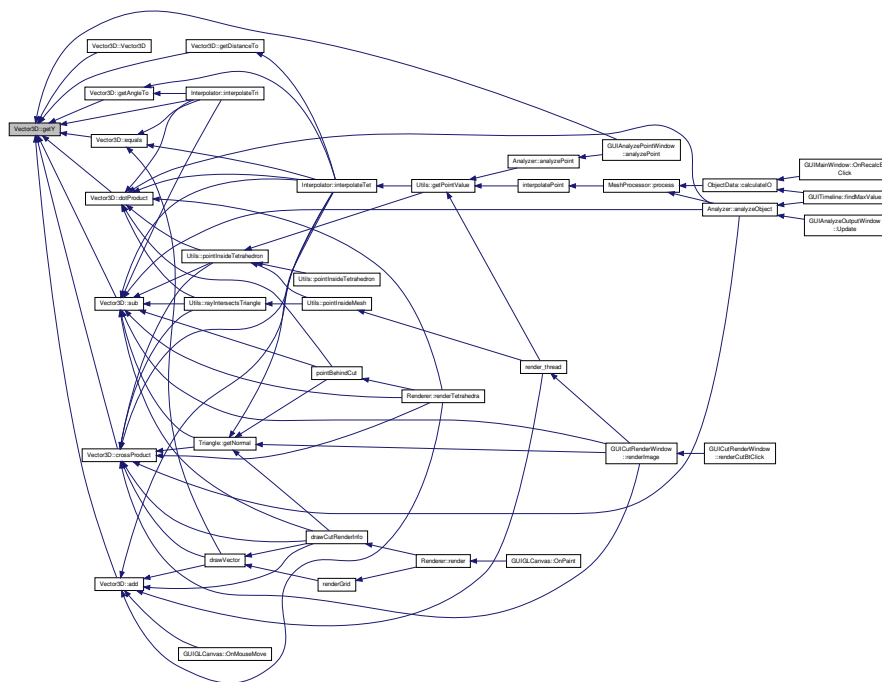 Vector3D::Vector3D
Vector3D::getDistanceTo
Vector3D::getAngleTo
Interpolator::interpolateTri
Vector3D::getY
Vector3D::equals
GUIAnalyzePointWindow
::analyzePoint
Analyzer::analyzePoint
GUIMainWindow::OnRecalcB
Click
Interpolator::interpolateTet
Utils::getPointValue
interpolatePoint
MeshProcessor::process
ObjectData::calculateIO
Vector3D::dotProduct
GUITimeline::findMaxValues
Analyzer::analyzeObject
GUIAnalyzeOutputWindow
::Update
Utils::pointInsideTetrahedron
Utils::pointInsideTetrahedron
Vector3D::sub
Utils::rayIntersectsTriangle
Utils::pointInsideMesh
pointBehindCut
render_thread
Renderer::renderTetrahedra
Triangle::getNormal
Vector3D::crossProduct
GUICutRenderWindow
::renderImage
GUICutRenderWindow
::renderCutBtClick
drawCutRenderInfo
drawVector
Renderer::render
GUIGLCanvas::OnPaint
Vector3D::add
renderGrid
GUIGLCanvas::OnMouseMove